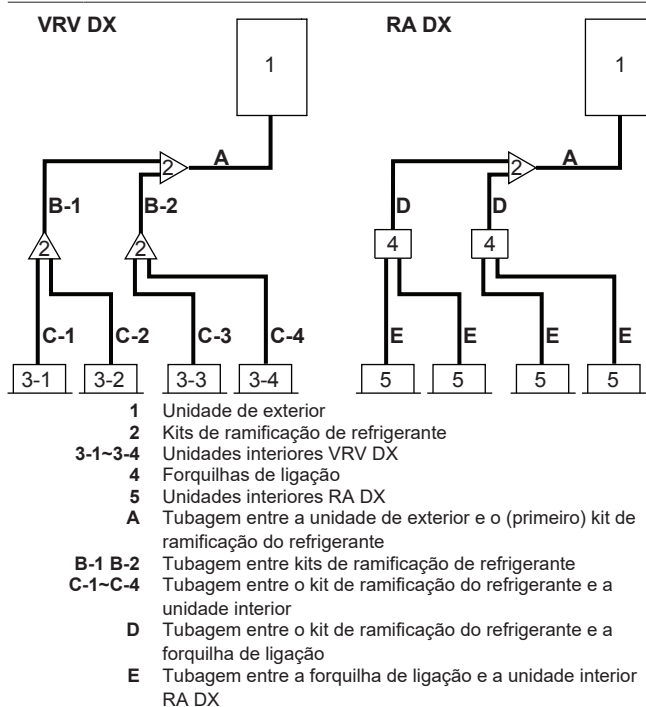 VRV DX
RA DX
1
1
2
A
2
A
B-1
B-2
D
D
2
2
4
4
C-1
C-2
C-3
C-4
E
E
E
E
3-1
3-2
3-3
3-4
5
5
5
5
1 Unidade de exterior
2 Kits de ramificação de refrigerante
3-1~3-4 Unidades interiores VRV DX
4 Forquilhas de ligação
5 Unidades interiores RA DX
A Tubagem entre a unidade de exterior e o (primeiro) kit de
ramificação do refrigerante
B-1 B-2 Tubagem entre kits de ramificação de refrigerante
C-1~C-4 Tubagem entre o kit de ramificação do refrigerante e a
unidade interior
D Tubagem entre o kit de ramificação do refrigerante e a
forquilha de ligação
E Tubagem entre a forquilha de ligação e a unidade interior
RA DX